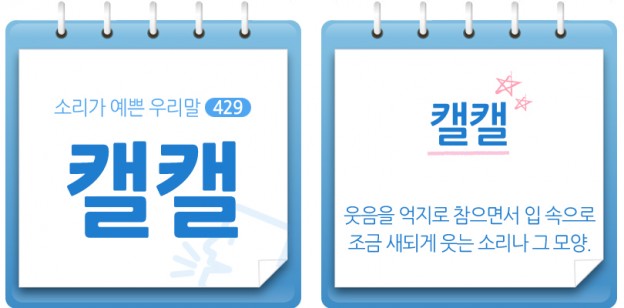 소리가 예쁜 우리말 429
캘캘
캘캘
웃음을 억지로 참으면서 입 속으로
조금 새되게 웃는 소리나 그 모양.